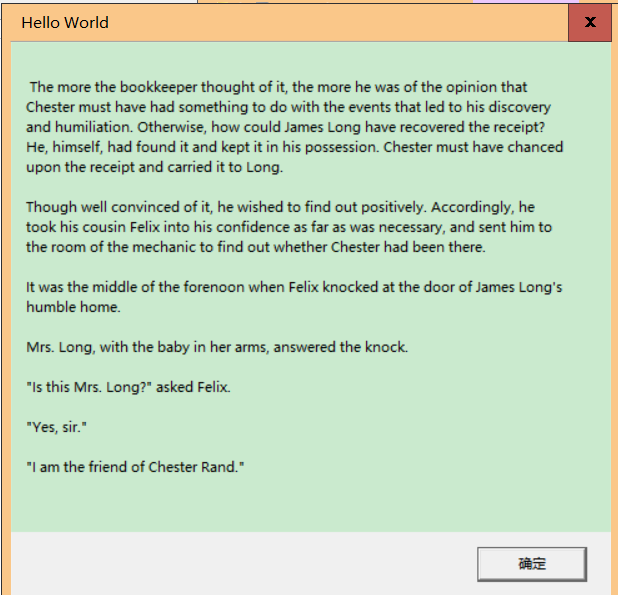 Hello World
x
The more the bookkeeper thought of it, the more he was of the opinion that
Chester must have had something to do with the events that led to his discovery
and humiliation. Otherwise, how could James Long have recovered the receipt?
He, himself, had found it and kept it in his possession. Chester must have chanced
upon the receipt and carried it to Long.
Though well convinced of it, he wished to find out positively. Accordingly, he
took his cousin Felix into his confidence as far as was necessary, and sent him to
the room of the mechanic to find out whether Chester had been there.
It was the middle of the forenoon when Felix knocked at the door of James Long's
humble home.
Mrs. Long, with the baby in her arms, answered the knock.
"Is this Mrs. Long?" asked Felix.
"Yes, sir."
"I am the friend of Chester Rand."
确定